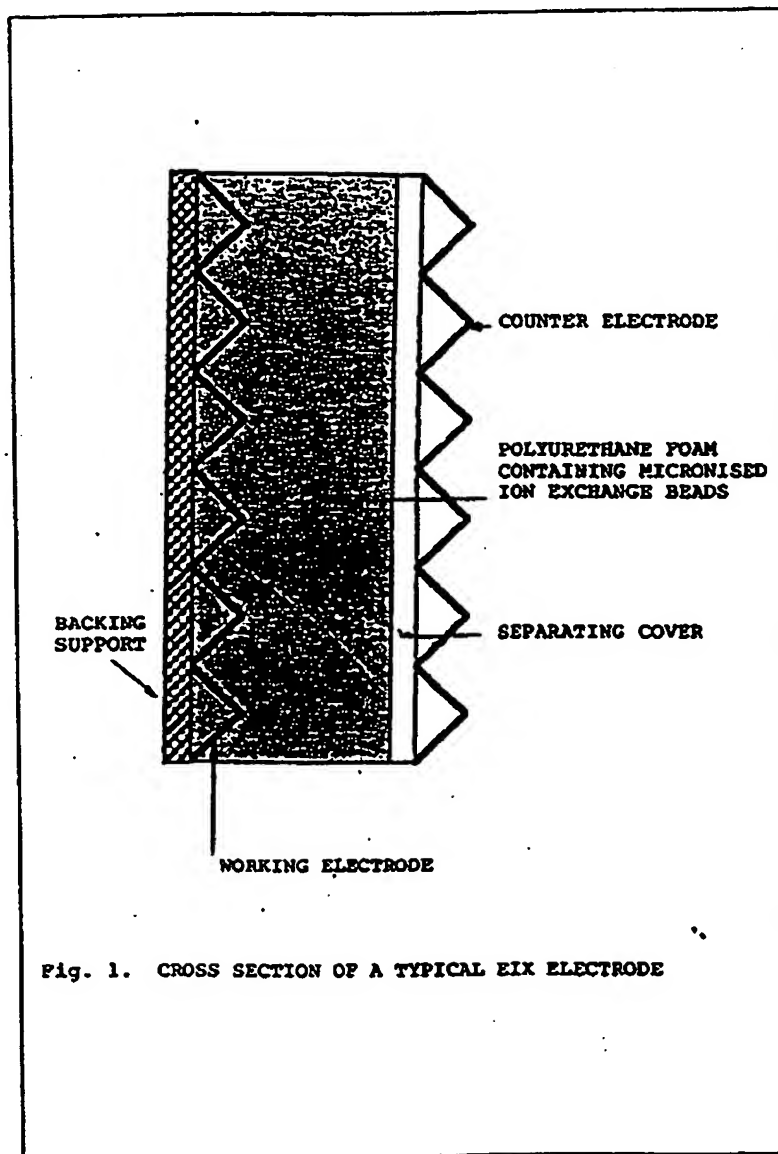 COUNTER ELECTRODE
POLYURETHANE FOAM
CONTAINING MICRONISED
ION EXCHANGE BEADS
BACKING
SUPPORT
SEPARATING COVER
WORKING ELECTRODE
Fig. 1. CROSS SECTION OF A TYPICAL EIX ELECTRODE